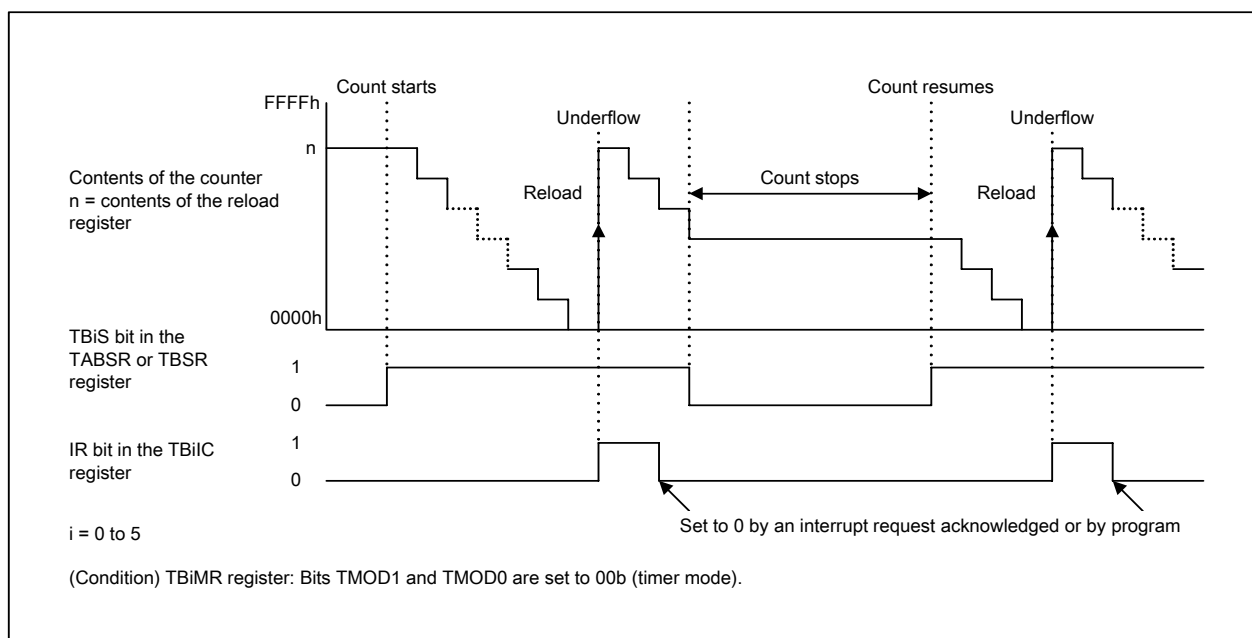 Count starts
Count resumes
FFFFh
Underflow
Underflow
n
Contents of the counter
n = contents of the reload
register
Reload
Count stops
Reload
0000h
TBiS bit in the
TABSR or TBSR
register
1
0
IR bit in the TBiIC
register
1
0
Set to 0 by an interrupt request acknowledged or by program
i = 0 to 5
(Condition) TBiMR register: Bits TMOD1 and TMOD0 are set to 00b (timer mode).